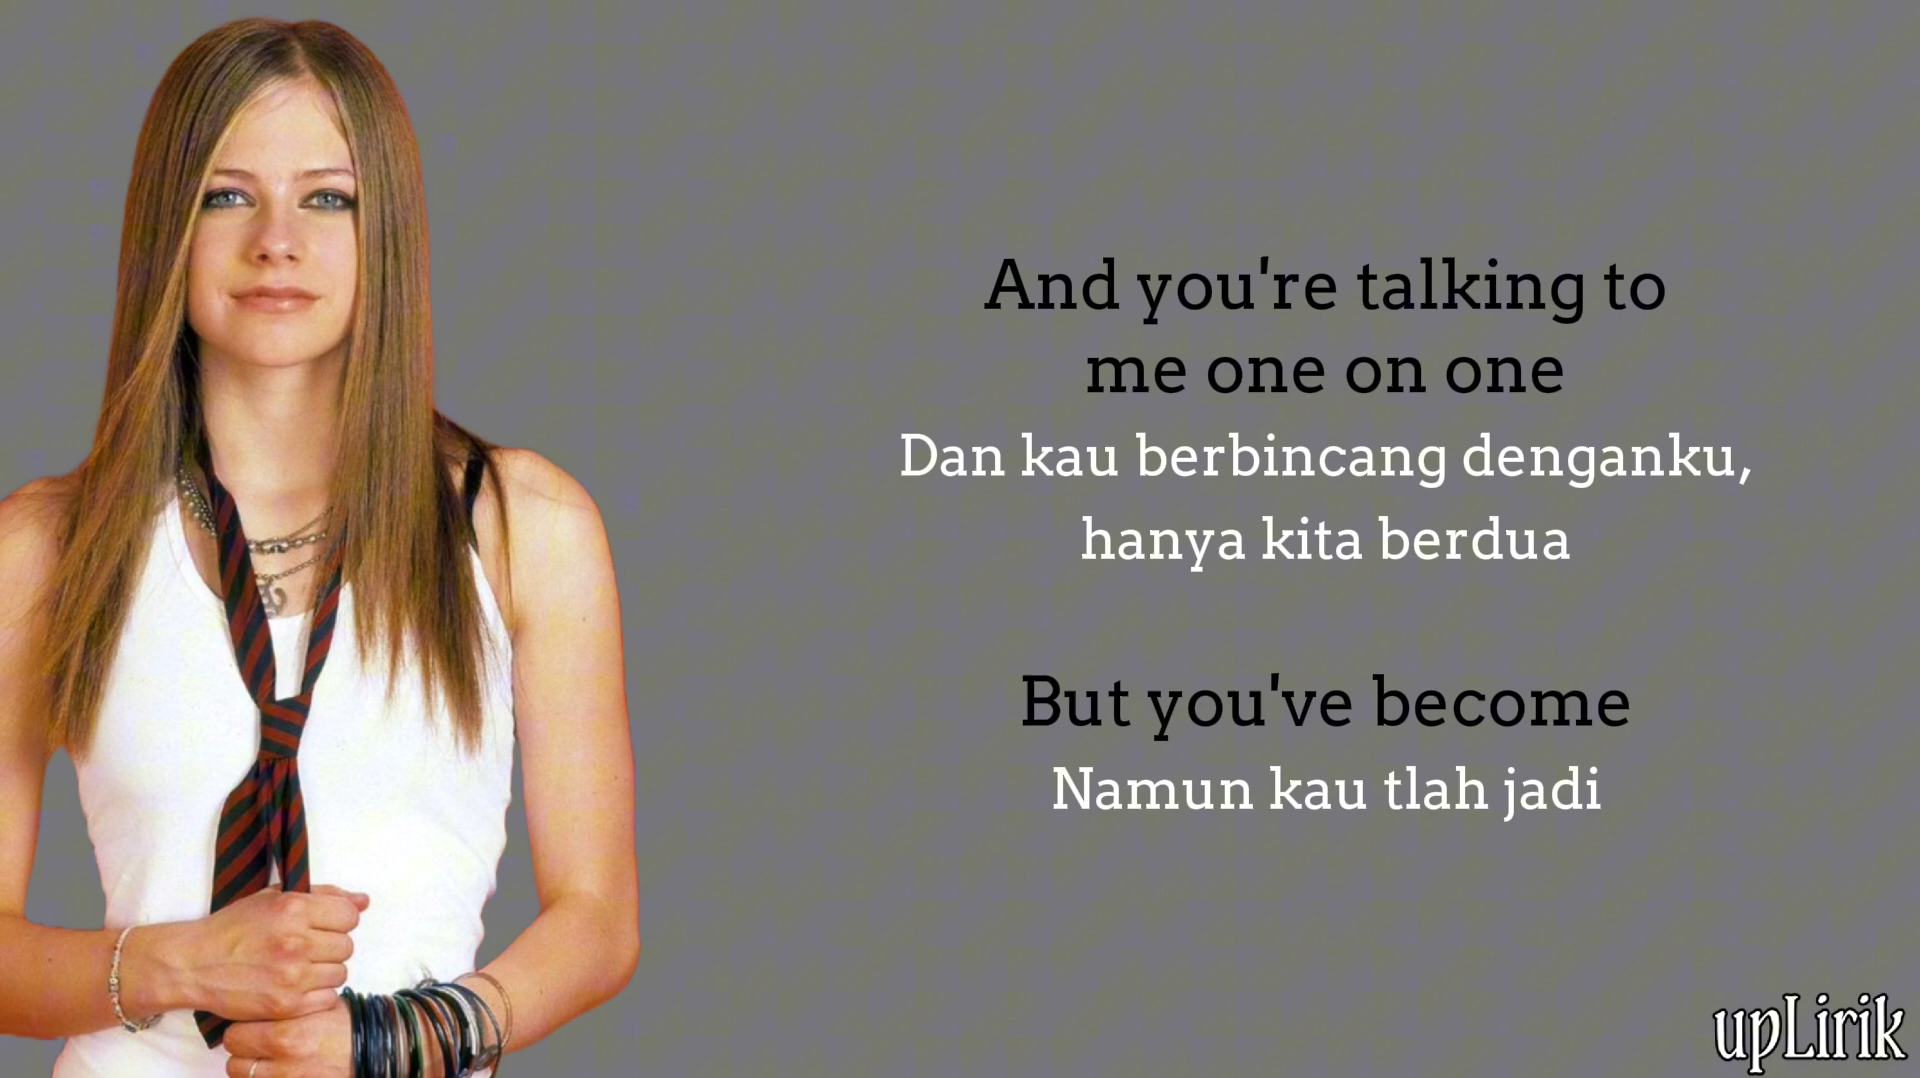 And you're talking to
me one on one
Dan kau berbincang denganku,
hanya kita berdua
But you've become
Namun kau tlah jadi
upLirik